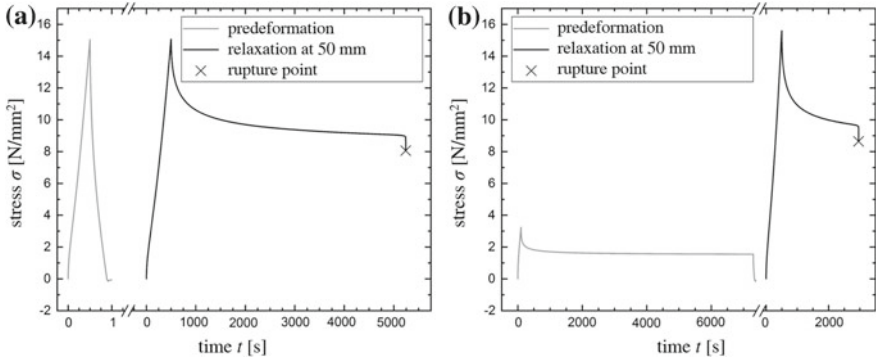 (a)
predeformation
relaxation at 50 mm
rupture point
stress σ [N/mm²]
16
14
12
10
8
6
4
2
0
-2
0 1 0 1000 2000 3000 4000 5000
time t [s]
(b)
predeformation
relaxation at 50 mm
rupture point
stress σ [N/mm²]
16
14
12
10
8
6
4
2
0
-2
0 2000 4000 6000 0 2000
time t [s]